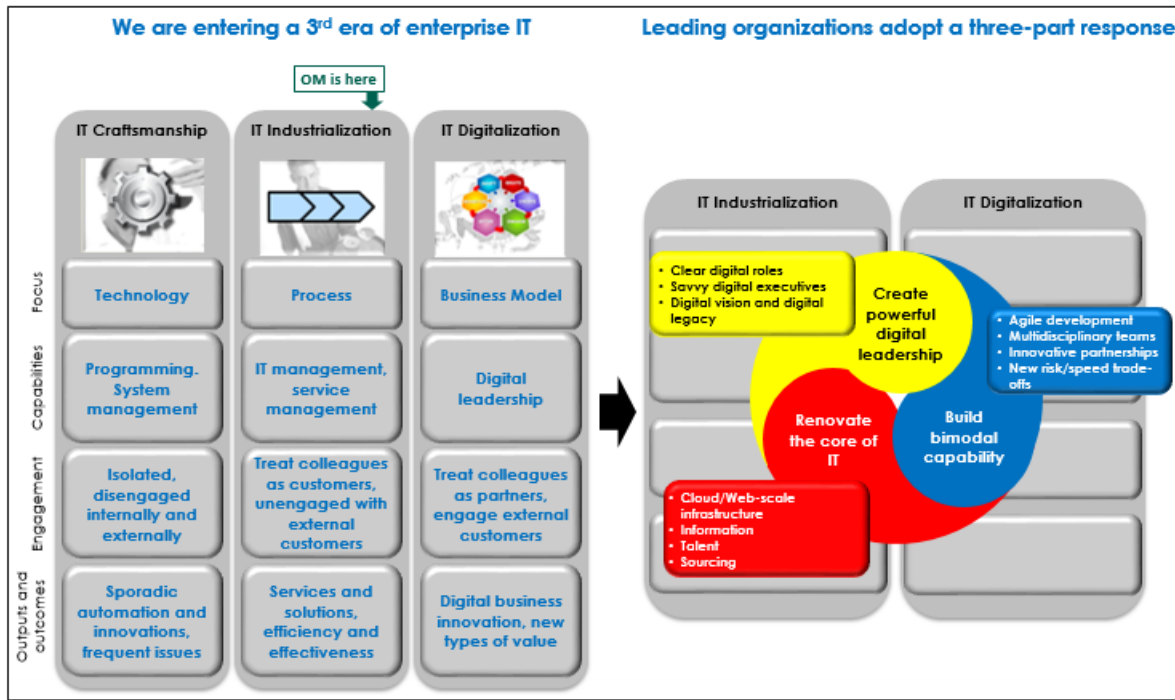 We are entering a 3rd era of enterprise IT
Leading organizations adopt a three-part response
OM is here
IT Craftsmanship
IT Industrialization
IT Digitalization
Focus
Technology
Process
Business Model
Capabilities
Programming.
System
management
IT management,
service
management
Digital
leadership
Engagement
Isolated,
disengaged
internally and
externally
Treat colleagues
as customers,
unengaged with
external
customers
Treat colleagues
as partners,
engage external
customers
Outputs and
outcomes
Sporadic
automation and
innovations,
frequent issues
Services and
solutions,
efficiency and
effectiveness
Digital business
innovation, new
types of value
IT Industrialization
IT Digitalization
• Clear digital roles
• Savvy digital executives
• Digital vision and digital
legacy
Create
powerful
digital
leadership
• Agile development
• Multidisciplinary teams
• Innovative partnerships
• New risk/speed trade-
offs
Renovate
the core of
IT
Build
bimodal
capability
• Cloud/Web-scale
infrastructure
• Information
• Talent
• Sourcing